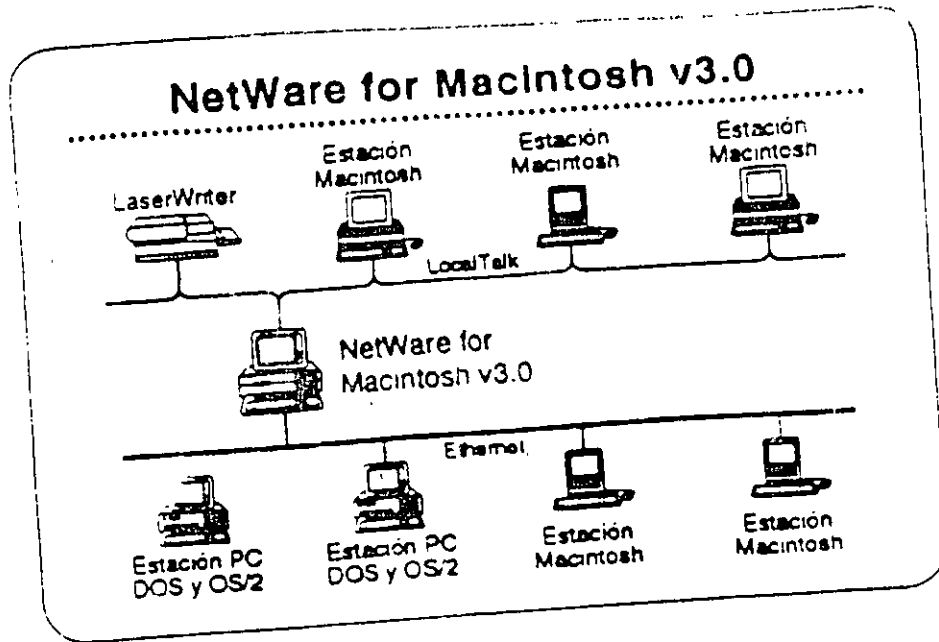 NetWare for Macintosh v3.0
LaserWriter
Estación
Macintosh
Estación
Macintosh
Estación
Macintosh
LocalTalk
NetWare for
Macintosh v3.0
Ethernet
Estación PC
DOS y OS/2
Estación PC
DOS y OS/2
Estación
Macintosh
Estación
Macintosh